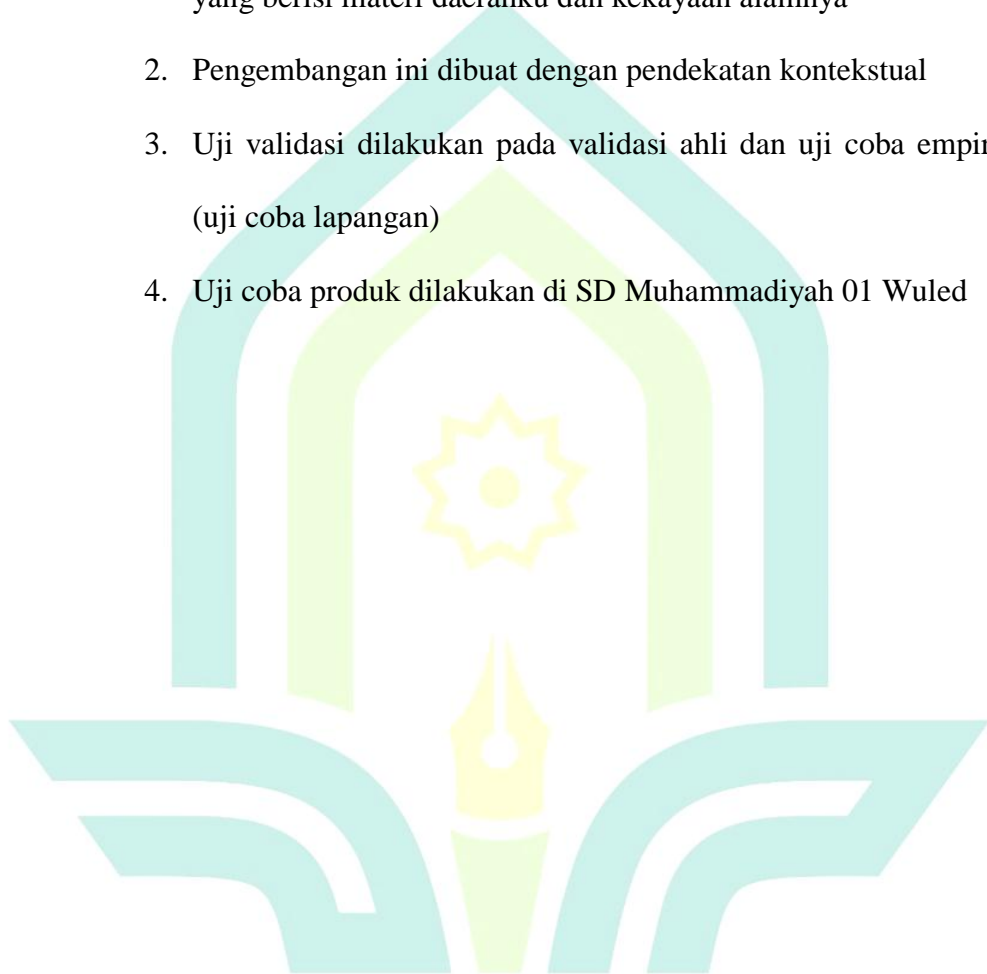 yang berisi materi daerahku dan kekayaan alamnya
2. Pengembangan ini dibuat dengan pendekatan kontekstual
3. Uji validasi dilakukan pada validasi ahli dan uji coba empir
(uji coba lapangan)
4. Uji coba produk dilakukan di SD Muhammadiyah 01 Wuled